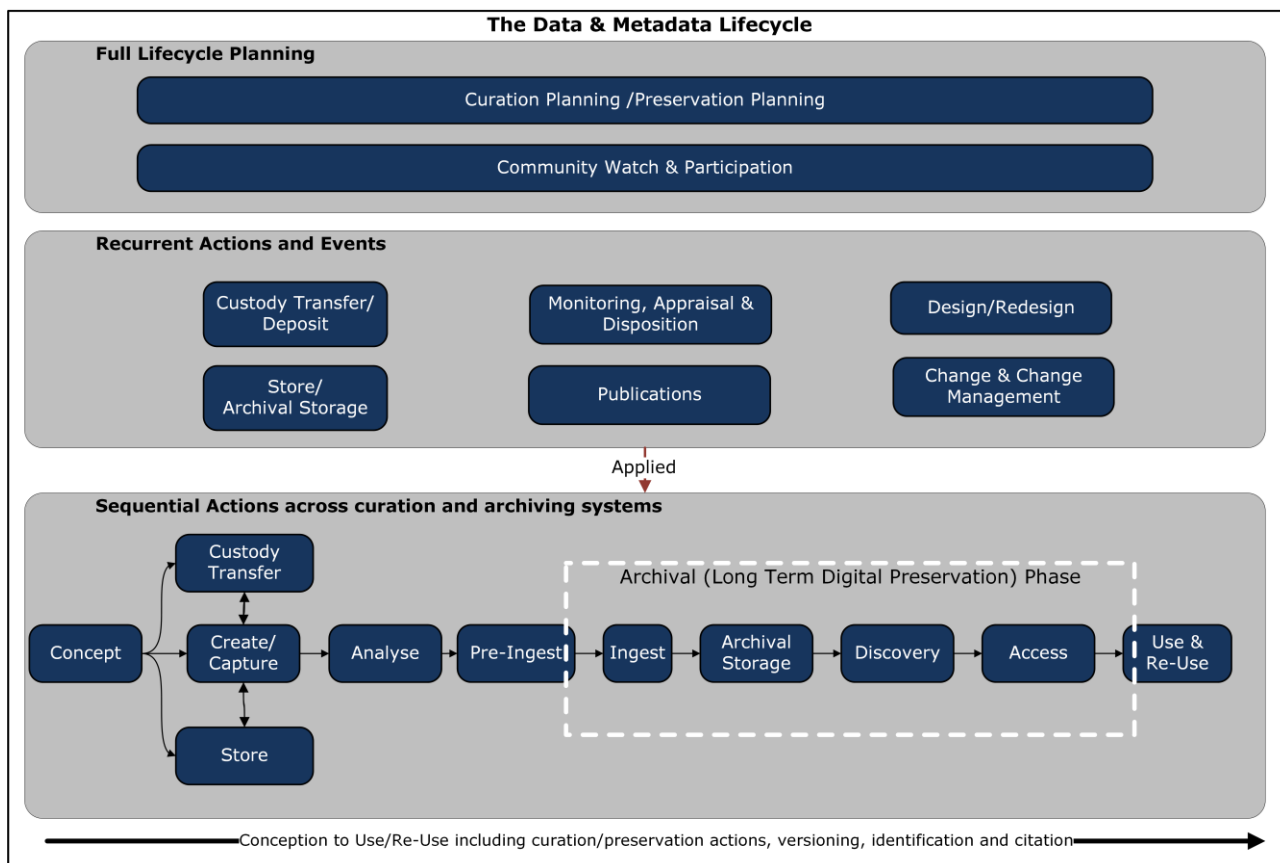 The Data & Metadata Lifecycle
Full Lifecycle Planning
Curation Planning /Preservation Planning
Community Watch & Participation
Recurrent Actions and Events
Custody Transfer/
Deposit
Monitoring, Appraisal &
Disposition
Design/Redesign
Store/
Archival Storage
Publications
Change & Change
Management
Applied
Sequential Actions across curation and archiving systems
Custody
Transfer
Archival (Long Term Digital Preservation) Phase
Concept
Create/
Capture
Analyse
Pre-Ingest
Ingest
Archival
Storage
Discovery
Access
Use &
Re-Use
Store
Conception to Use/Re-Use including curation/preservation actions, versioning, identification and citation